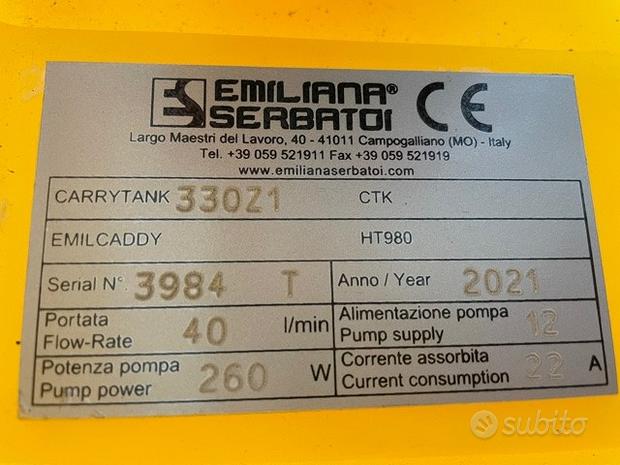 EMILIANA®
SERBATOI CE
Largo Maestri del Lavoro, 40 - 41011 Campogalliano (MO) - Italy
Tel. +39 059 521911 Fax +39 059 521919
www.emilianaserbatoi.com
CARRYTANK 330Z1 CTK
EMILCADDY HT980
Serial N°. 3984 T Anno / Year 2021
Portata
Flow-Rate 40 l/min
Alimentazione pompa
Pump supply 12
Potenza pompa
Pump power 260 W
Corrente assorbita
Current consumption 22 A
subito